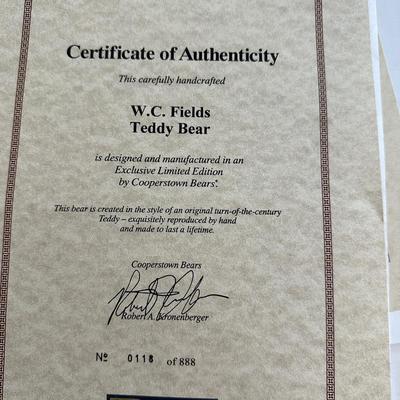 Certificate of Authenticity
This carefully handcrafted
W.C. Fields
Teddy Bear
is designed and manufactured in an
Exclusive Limited Edition
by Cooperstown Bears®.
This bear is created in the style of an original turn-of-the-century
Teddy – exquisitely reproduced by hand
and made to last a lifetime.
Cooperstown Bears
Robert A. Kronenberger
Nº 0118 of 888